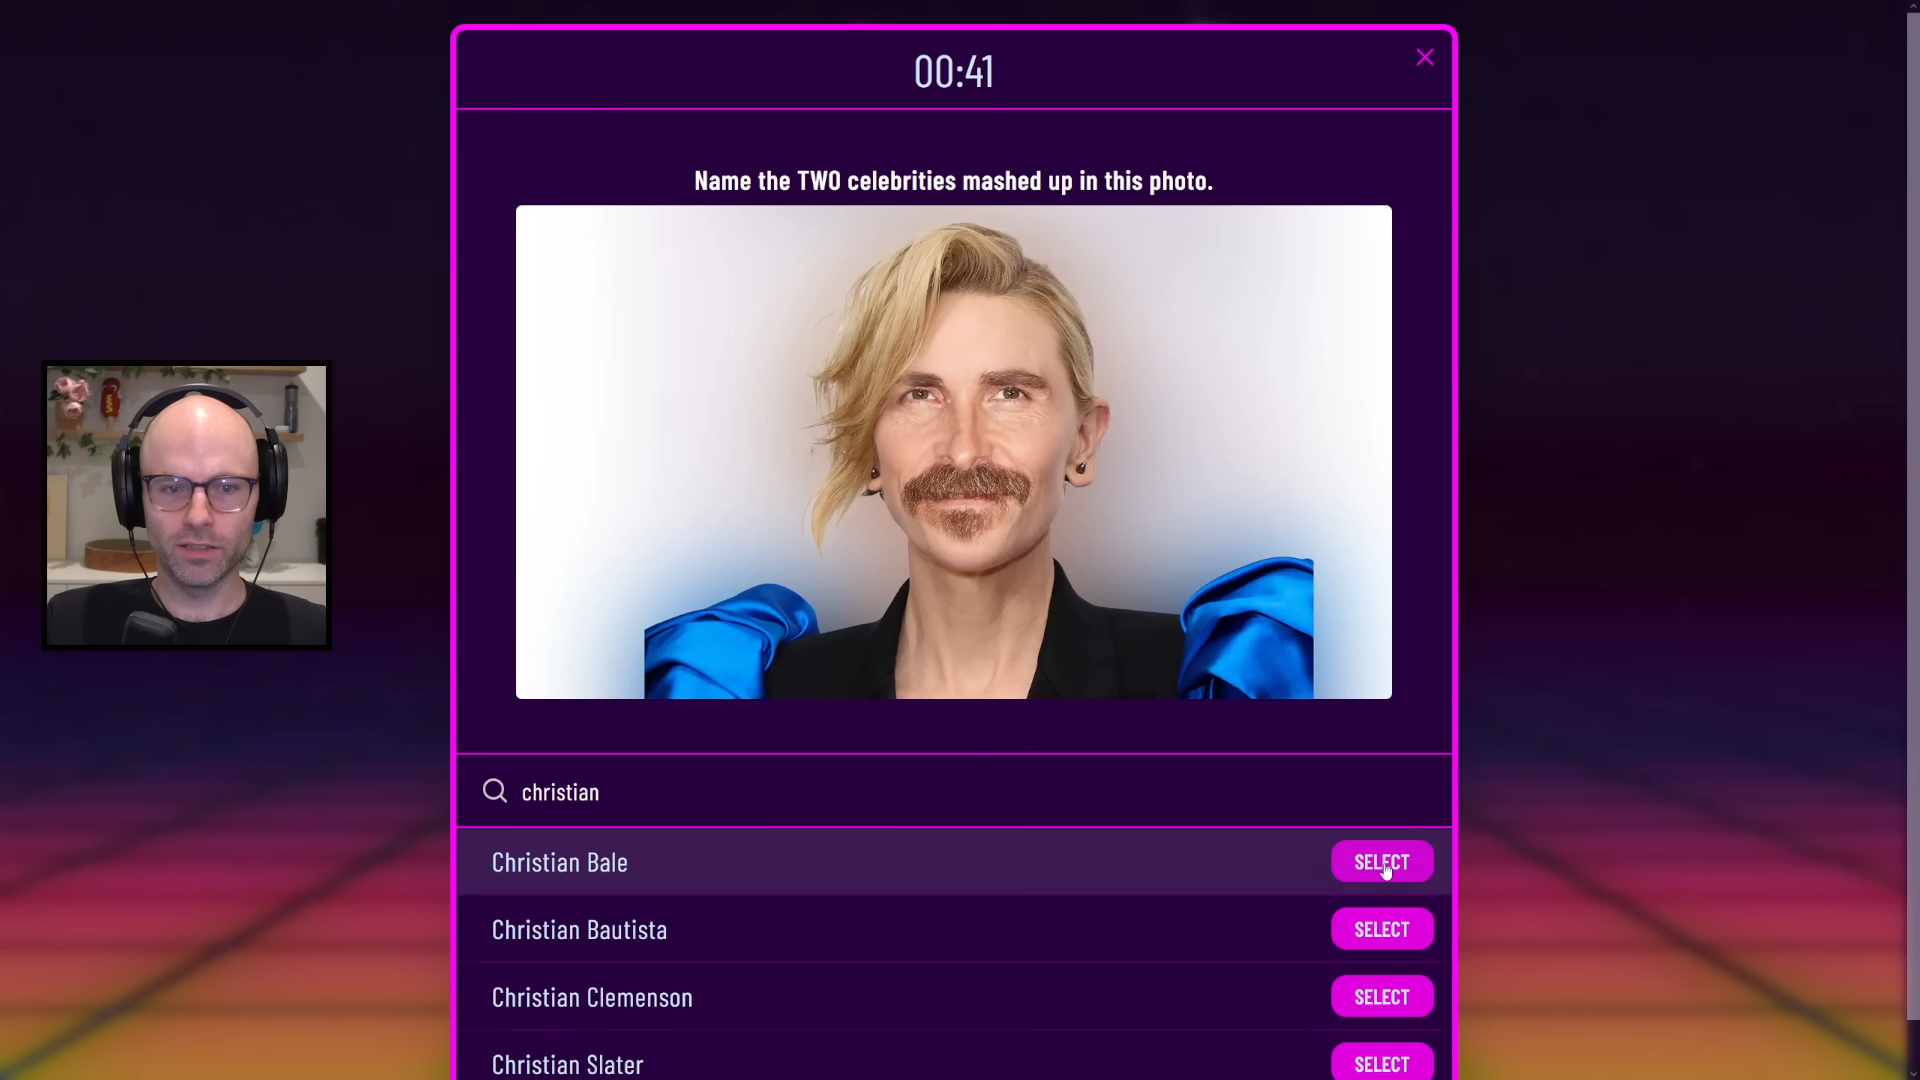 00:41
Name the TWO celebrities mashed up in this photo.
christian
Christian Bale
SELECT
Christian Bautista
SELECT
Christian Clemenson
SELECT
Christian Slater
SELECT